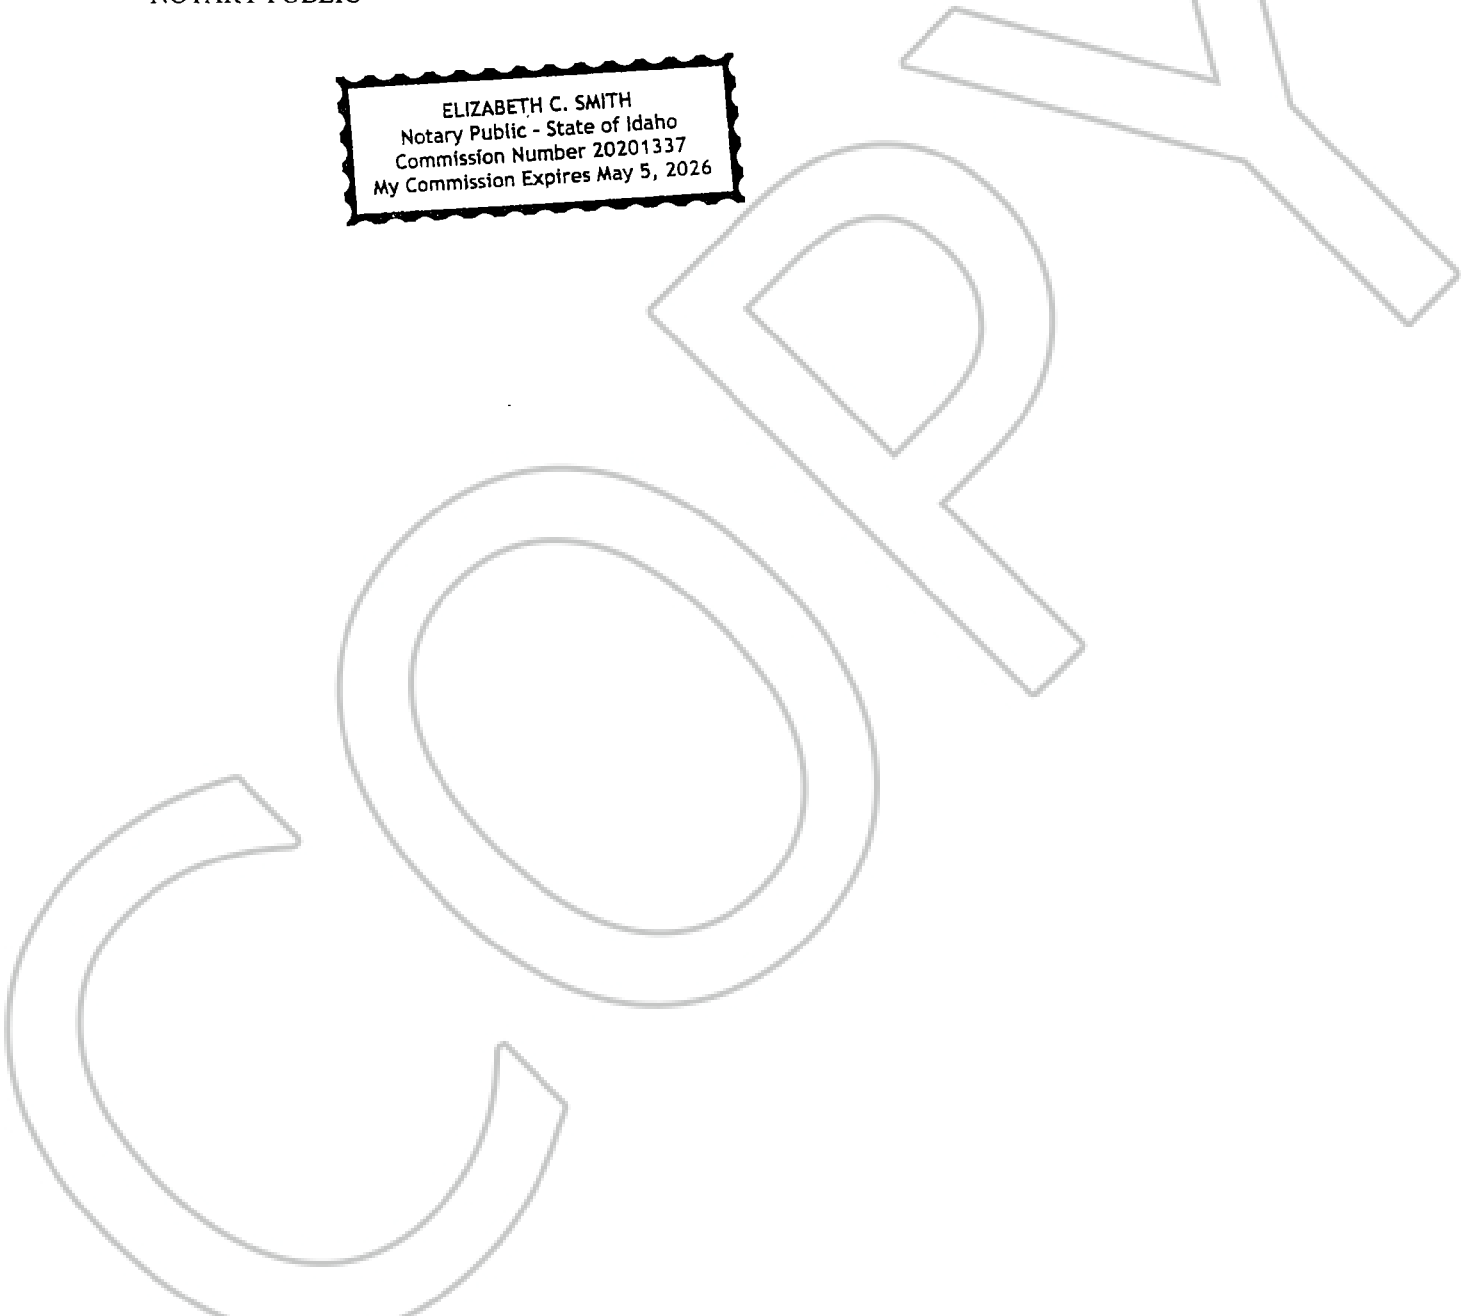 NOTARY PUBLIC
ELIZABETH C. SMITH
Notary Public - State of Idaho
Commission Number 20201337
My Commission Expires May 5, 2026
COPY